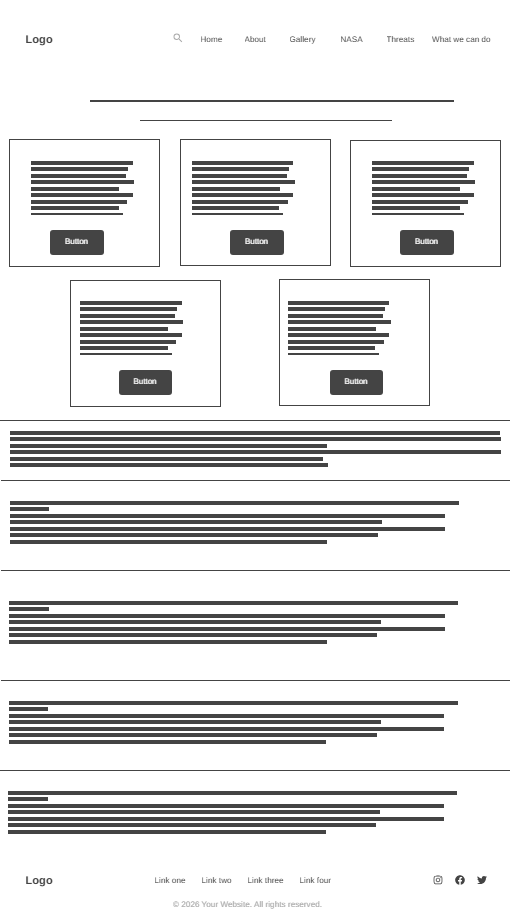 Logo
Home About Gallery NASA Threats What we can do
Button Button Button
Button Button
Logo
Link one Link two Link three Link four
© 2026 Your Website. All rights reserved.